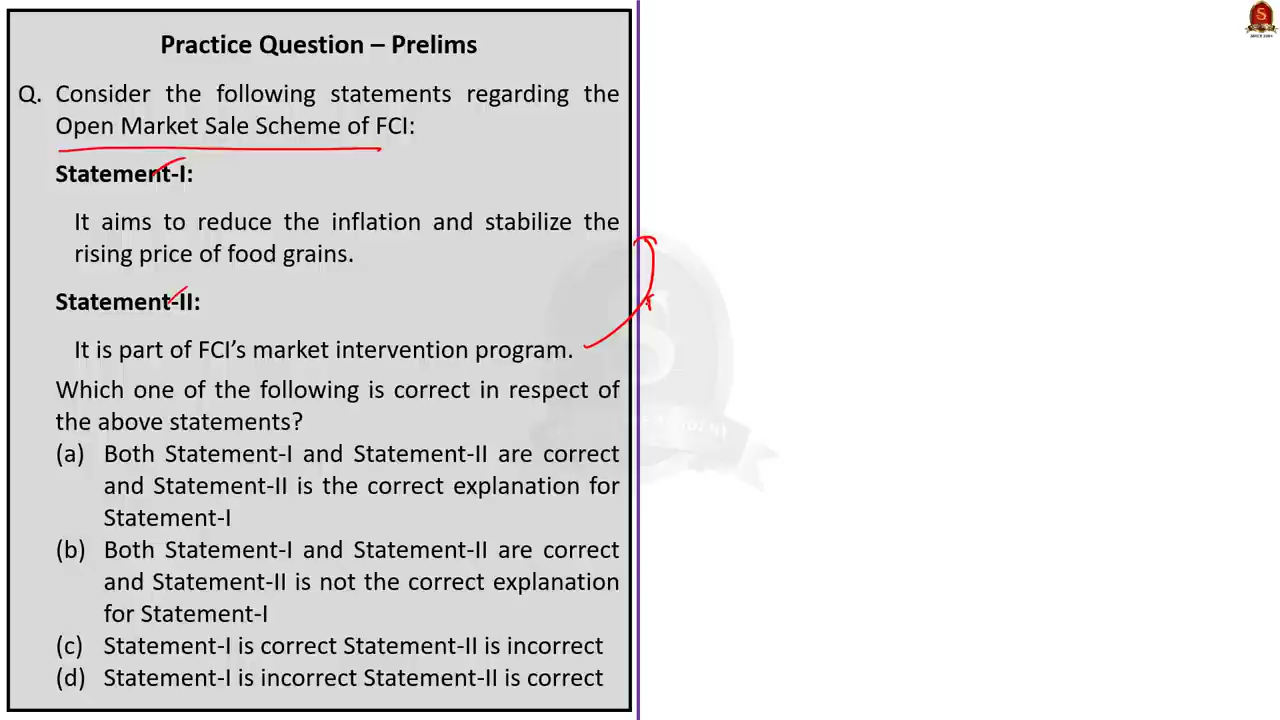 Practice Question – Prelims
Q. Consider the following statements regarding the
Open Market Sale Scheme of FCI:
Statement-I:
It aims to reduce the inflation and stabilize the
rising price of food grains.
Statement-II:
It is part of FCI's market intervention program.
Which one of the following is correct in respect of
the above statements?
(a) Both Statement-I and Statement-II are correct
and Statement-II is the correct explanation for
Statement-I
(b) Both Statement-I and Statement-II are correct
and Statement-II is not the correct explanation
for Statement-I
(c) Statement-I is correct Statement-II is incorrect
(d) Statement-I is incorrect Statement-II is correct